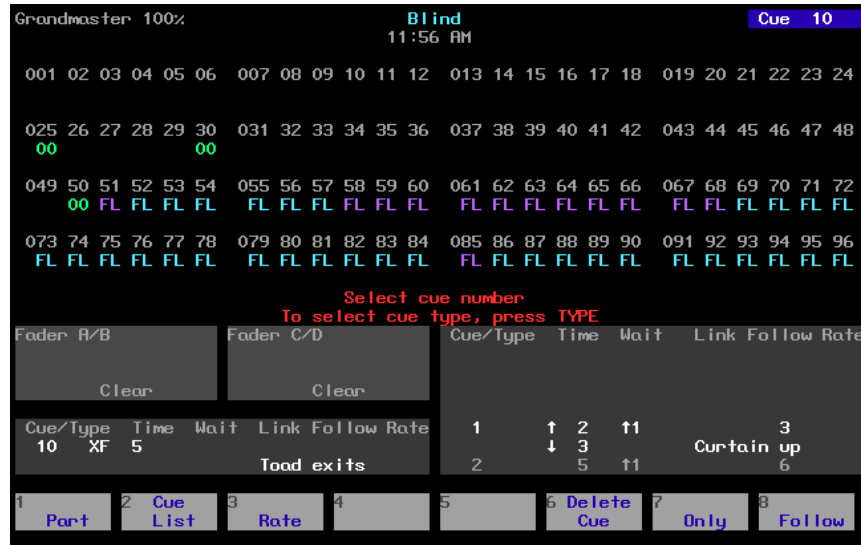 Grandmaster 100% Blind Cue 10
11:56 AM
001 02 03 04 05 06 007 08 09 10 11 12 013 14 15 16 17 18 019 20 21 22 23 24
025 26 27 28 29 30 031 32 33 34 35 36 037 38 39 40 41 42 043 44 45 46 47 48
00 00
049 50 51 52 53 54 055 56 57 58 59 60 061 62 63 64 65 66 067 68 69 70 71 72
00 FL FL FL FL FL FL FL FL FL FL FL FL FL FL FL FL FL FL FL FL FL FL
073 74 75 76 77 78 079 80 81 82 83 84 085 86 87 88 89 90 091 92 93 94 95 96
FL FL FL FL FL FL FL FL FL FL FL FL FL FL FL FL FL FL FL FL FL FL FL FL
Select cue number
To select cue type, press TYPE
Fader A/B Fader C/D Cue/Type Time Wait Link Follow Rate
Clear Clear
Cue/Type Time Wait Link Follow Rate 1 ↑ 2 ↑1 3
10 XF 5 ↓ 3 Curtain up
Toad exits 2 5 ↑1 6
1 Part 2 Cue List 3 Rate 4 5 6 Delete Cue 7 Only 8 Follow